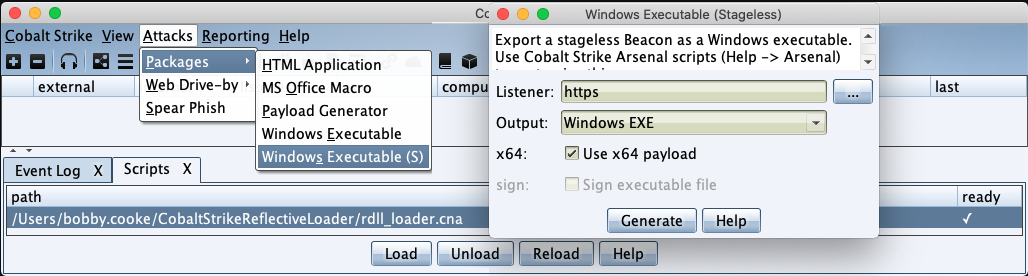 Co
Cobalt Strike View Attacks Reporting Help
Packages
Web Drive-by
Spear Phish
HTML Application
MS Office Macro
Payload Generator
Windows Executable
Windows Executable (S)
external
compu
last
Event Log X Scripts X
path ready
/Users/bobby.cooke/CobaltStrikeReflectiveLoader/rdll_loader.cna ✓
Load Unload Reload Help
Windows Executable (Stageless)
Export a stageless Beacon as a Windows executable.
Use Cobalt Strike Arsenal scripts (Help -> Arsenal)
Listener: https ...
Output: Windows EXE
x64: Use x64 payload
sign: Sign executable file
Generate Help